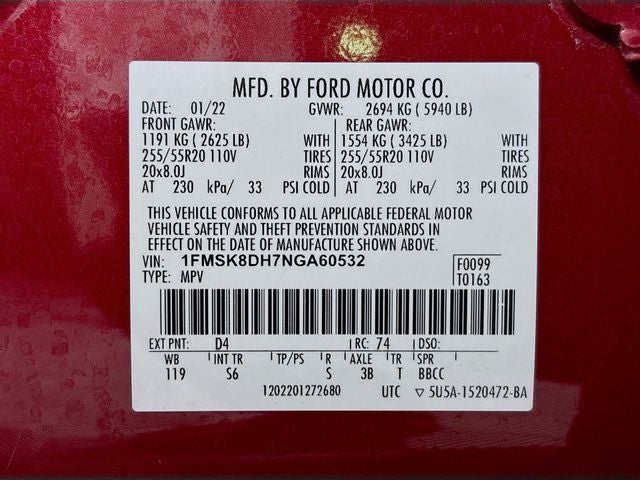 MFD. BY FORD MOTOR CO.
DATE: 01/22 GVWR: 2694 KG ( 5940 LB)
FRONT GAWR: REAR GAWR:
1191 KG ( 2625 LB) WITH 1554 KG ( 3425 LB) WITH
255/55R20 110V TIRES 255/55R20 110V TIRES
20x8.0J RIMS 20x8.0J RIMS
AT 230 kPa/ 33 PSI COLD AT 230 kPa/ 33 PSI COLD
THIS VEHICLE CONFORMS TO ALL APPLICABLE FEDERAL MOTOR
VEHICLE SAFETY AND THEFT PREVENTION STANDARDS IN
EFFECT ON THE DATE OF MANUFACTURE SHOWN ABOVE.
VIN: 1FMSK8DH7NGA60532 F0099
TYPE: MPV T0163
EXT PNT: D4 RC: 74 DSO:
WB INT TR TP/PS R AXLE TR SPR
119 S6 S 3B T BBCC
1202201272680 UTC ▽ 5U5A-1520472-BA